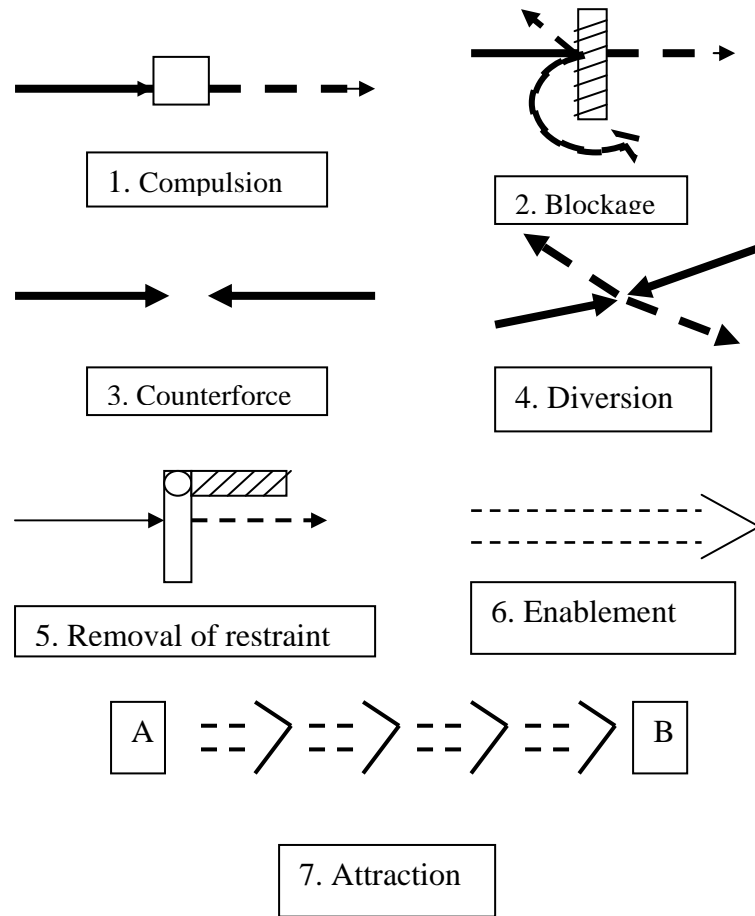 1. Compulsion
2. Blockage
3. Counterforce
4. Diversion
5. Removal of restraint
6. Enablement
A
B
7. Attraction